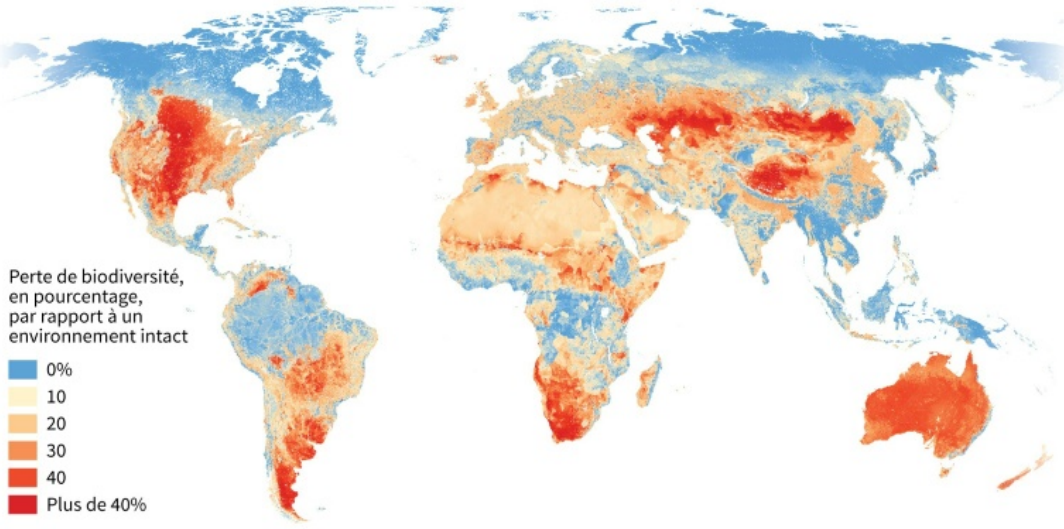 Perte de biodiversité,
en pourcentage,
par rapport à un
environnement intact
0%
10
20
30
40
Plus de 40%